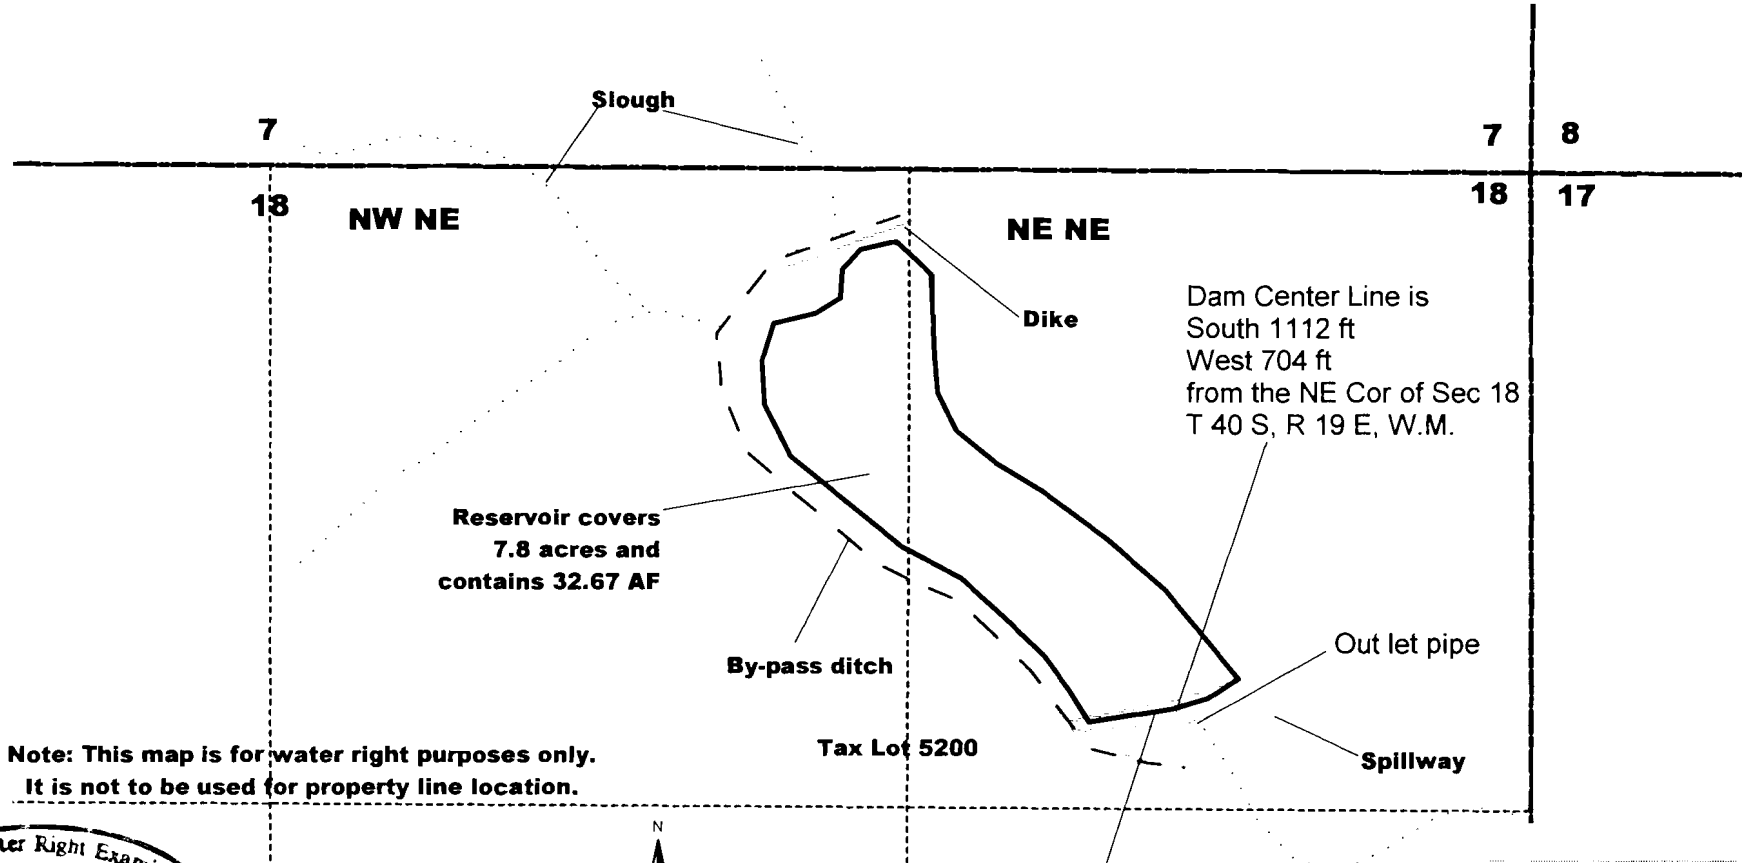 Slough
7
7
8
18
18
17
NW NE
NE NE
Dam Center Line is
South 1112 ft
West 704 ft
from the NE Cor of Sec 18
T 40 S, R 19 E, W.M.
Dike
Reservoir covers
7.8 acres and
contains 32.67 AF
By-pass ditch
Out let pipe
Tax Lot 5200
Spillway
Note: This map is for water right purposes only.
It is not to be used for property line location.
N
Right